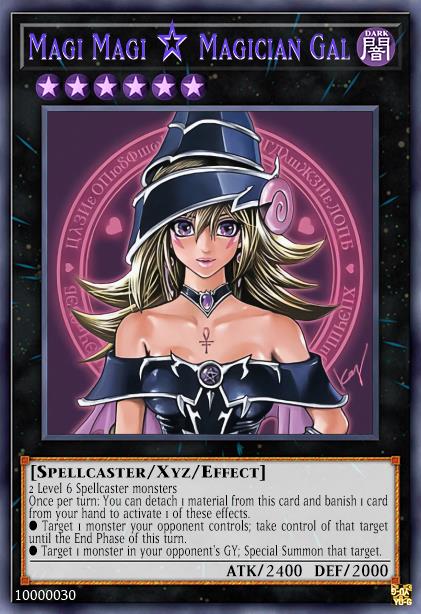 Magi Magi ☆ Magician Gal
DARK
闇
[Spellcaster/Xyz/Effect]
2 Level 6 Spellcaster monsters
Once per turn: You can detach 1 material from this card and banish 1 card
from your hand to activate 1 of these effects.
● Target 1 monster your opponent controls; take control of that target
until the End Phase of this turn.
● Target 1 monster in your opponent's GY; Special Summon that target.
ATK/2400 DEF/2000
10000030